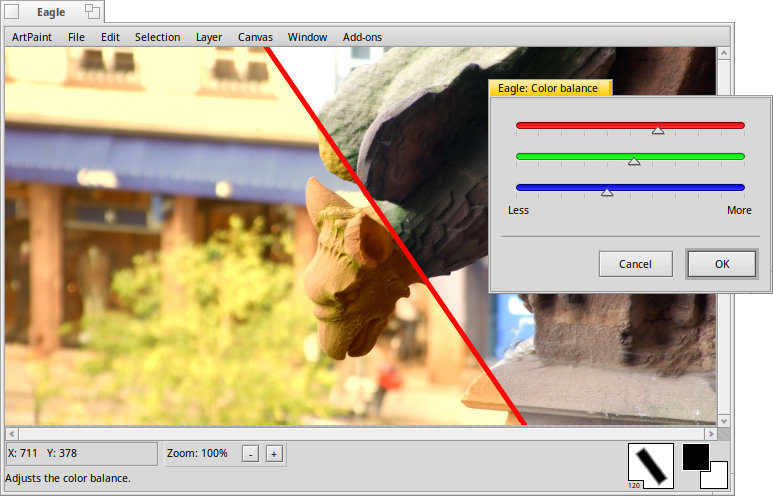 Eagle
ArtPaint File Edit Selection Layer Canvas Window Add-ons
Eagle: Color balance
Less More
Cancel OK
X: 711 Y: 378 Zoom: 100% - +
120
Adjusts the color balance.